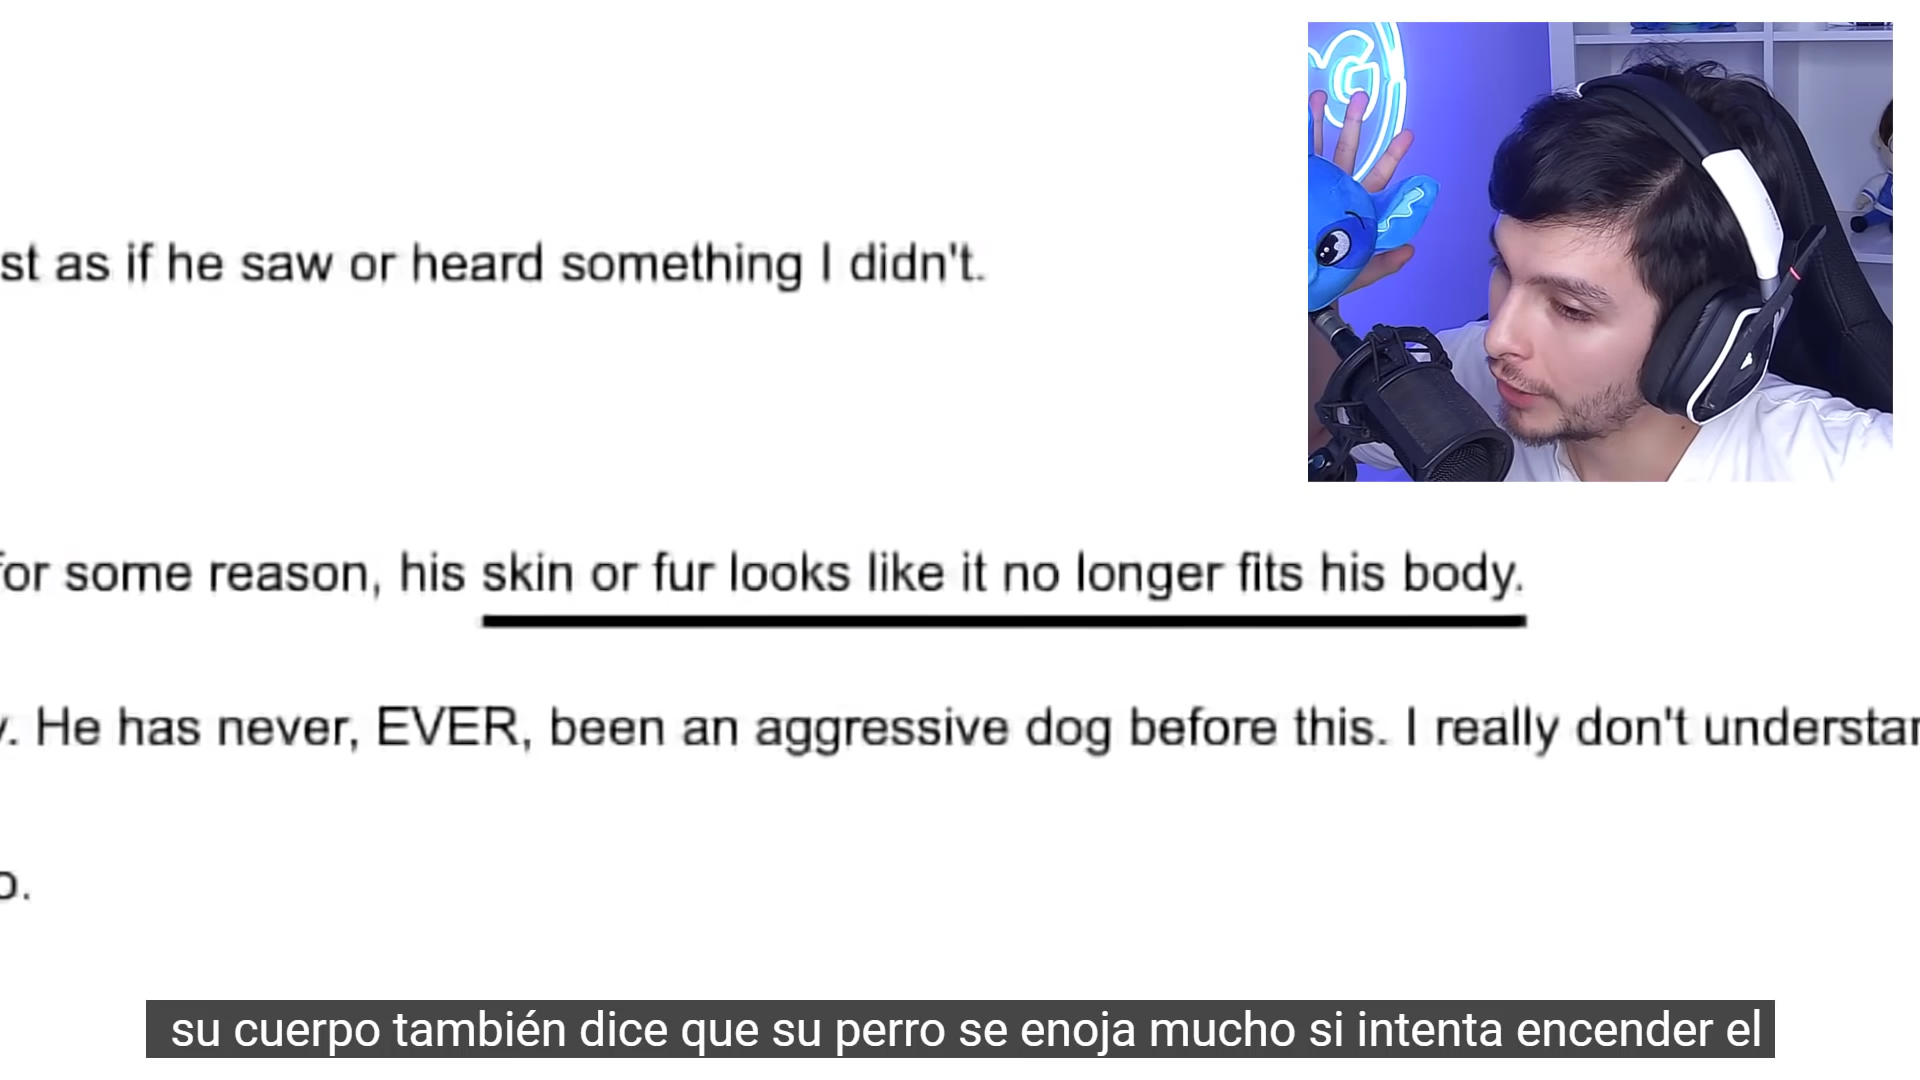 st as if he saw or heard something I didn't.
for some reason, his skin or fur looks like it no longer fits his body.
y. He has never, EVER, been an aggressive dog before this. I really don't understan
o.
su cuerpo también dice que su perro se enoja mucho si intenta encender el